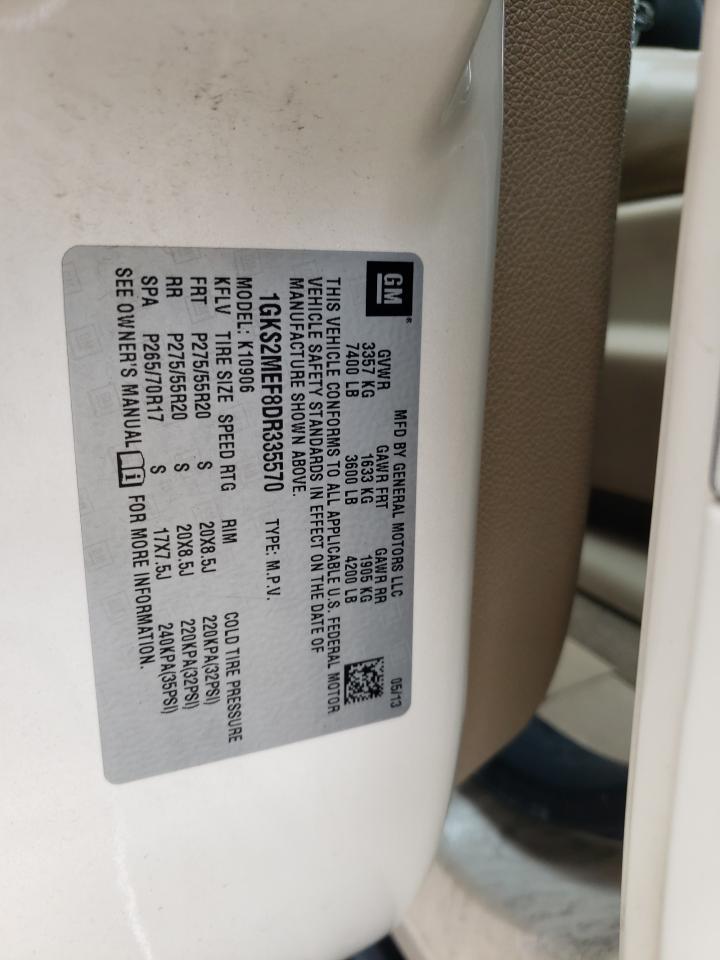 GM®
MFD BY GENERAL MOTORS LLC 05/13
GVWR GAWR FRT GAWR RR
3357 KG 1633 KG 1905 KG
7400 LB 3600 LB 4200 LB
THIS VEHICLE CONFORMS TO ALL APPLICABLE U.S. FEDERAL MOTOR
VEHICLE SAFETY STANDARDS IN EFFECT ON THE DATE OF
MANUFACTURE SHOWN ABOVE.
1GKS2MEF8DR335570 TYPE: M.P.V.
MODEL: K10906
KFLV TIRE SIZE SPEED RTG RIM COLD TIRE PRESSURE
FRT P275/55R20 S 20X8.5J 220KPA(32PSI)
RR P275/55R20 S 20X8.5J 220KPA(32PSI)
SPA P265/70R17 S 17X7.5J 240KPA(35PSI)
SEE OWNER'S MANUAL i FOR MORE INFORMATION.